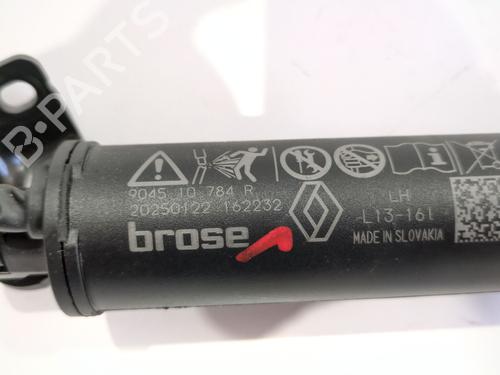 B-PARTS
9045 10 784 R
20250122 162232
brose
LH
L13-161
MADE IN SLOVAKIA